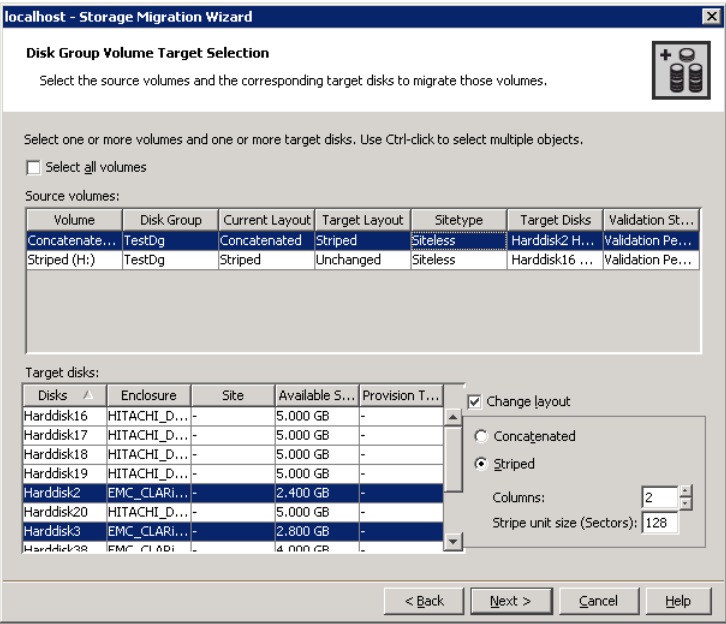 localhost - Storage Migration Wizard
Disk Group Volume Target Selection
Select the source volumes and the corresponding target disks to migrate those volumes.
Select one or more volumes and one or more target disks. Use Ctrl-click to select multiple objects.
Select all volumes
Source volumes:
Volume Disk Group Current Layout Target Layout Sitetype Target Disks Validation St...
Concatenate... TestDg Concatenated Striped Siteless Harddisk2 H... Validation Pe...
Striped (H:) TestDg Striped Unchanged Siteless Harddisk16 ... Validation Pe...
Target disks:
Disks Enclosure Site Available S... Provision T...
Harddisk16 HITACHI_D... - 5.000 GB -
Harddisk17 HITACHI_D... - 5.000 GB -
Harddisk18 HITACHI_D... - 5.000 GB -
Harddisk19 HITACHI_D... - 5.000 GB -
Harddisk2 EMC_CLARi... - 2.400 GB -
Harddisk20 HITACHI_D... - 5.000 GB -
Harddisk3 EMC_CLARi... - 2.800 GB -
Harddisk38 EMC_CLARi... - 4.000 GB -
Change layout
Concatenated
Striped
Columns: 2
Stripe unit size (Sectors): 128
< Back Next > Cancel Help